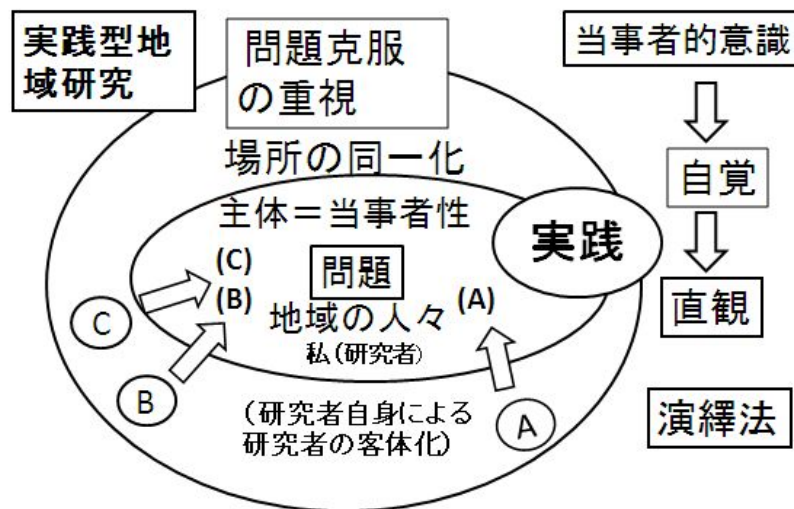 実践型地
域研究
問題克服
の重視
場所の同一化
主体＝当事者性
(C)
問題
(B)
地域の人々
(A)
私（研究者）
実践
C
B
A
（研究者自身による
研究者の客体化）
当事者的意識
自覚
直観
演繹法